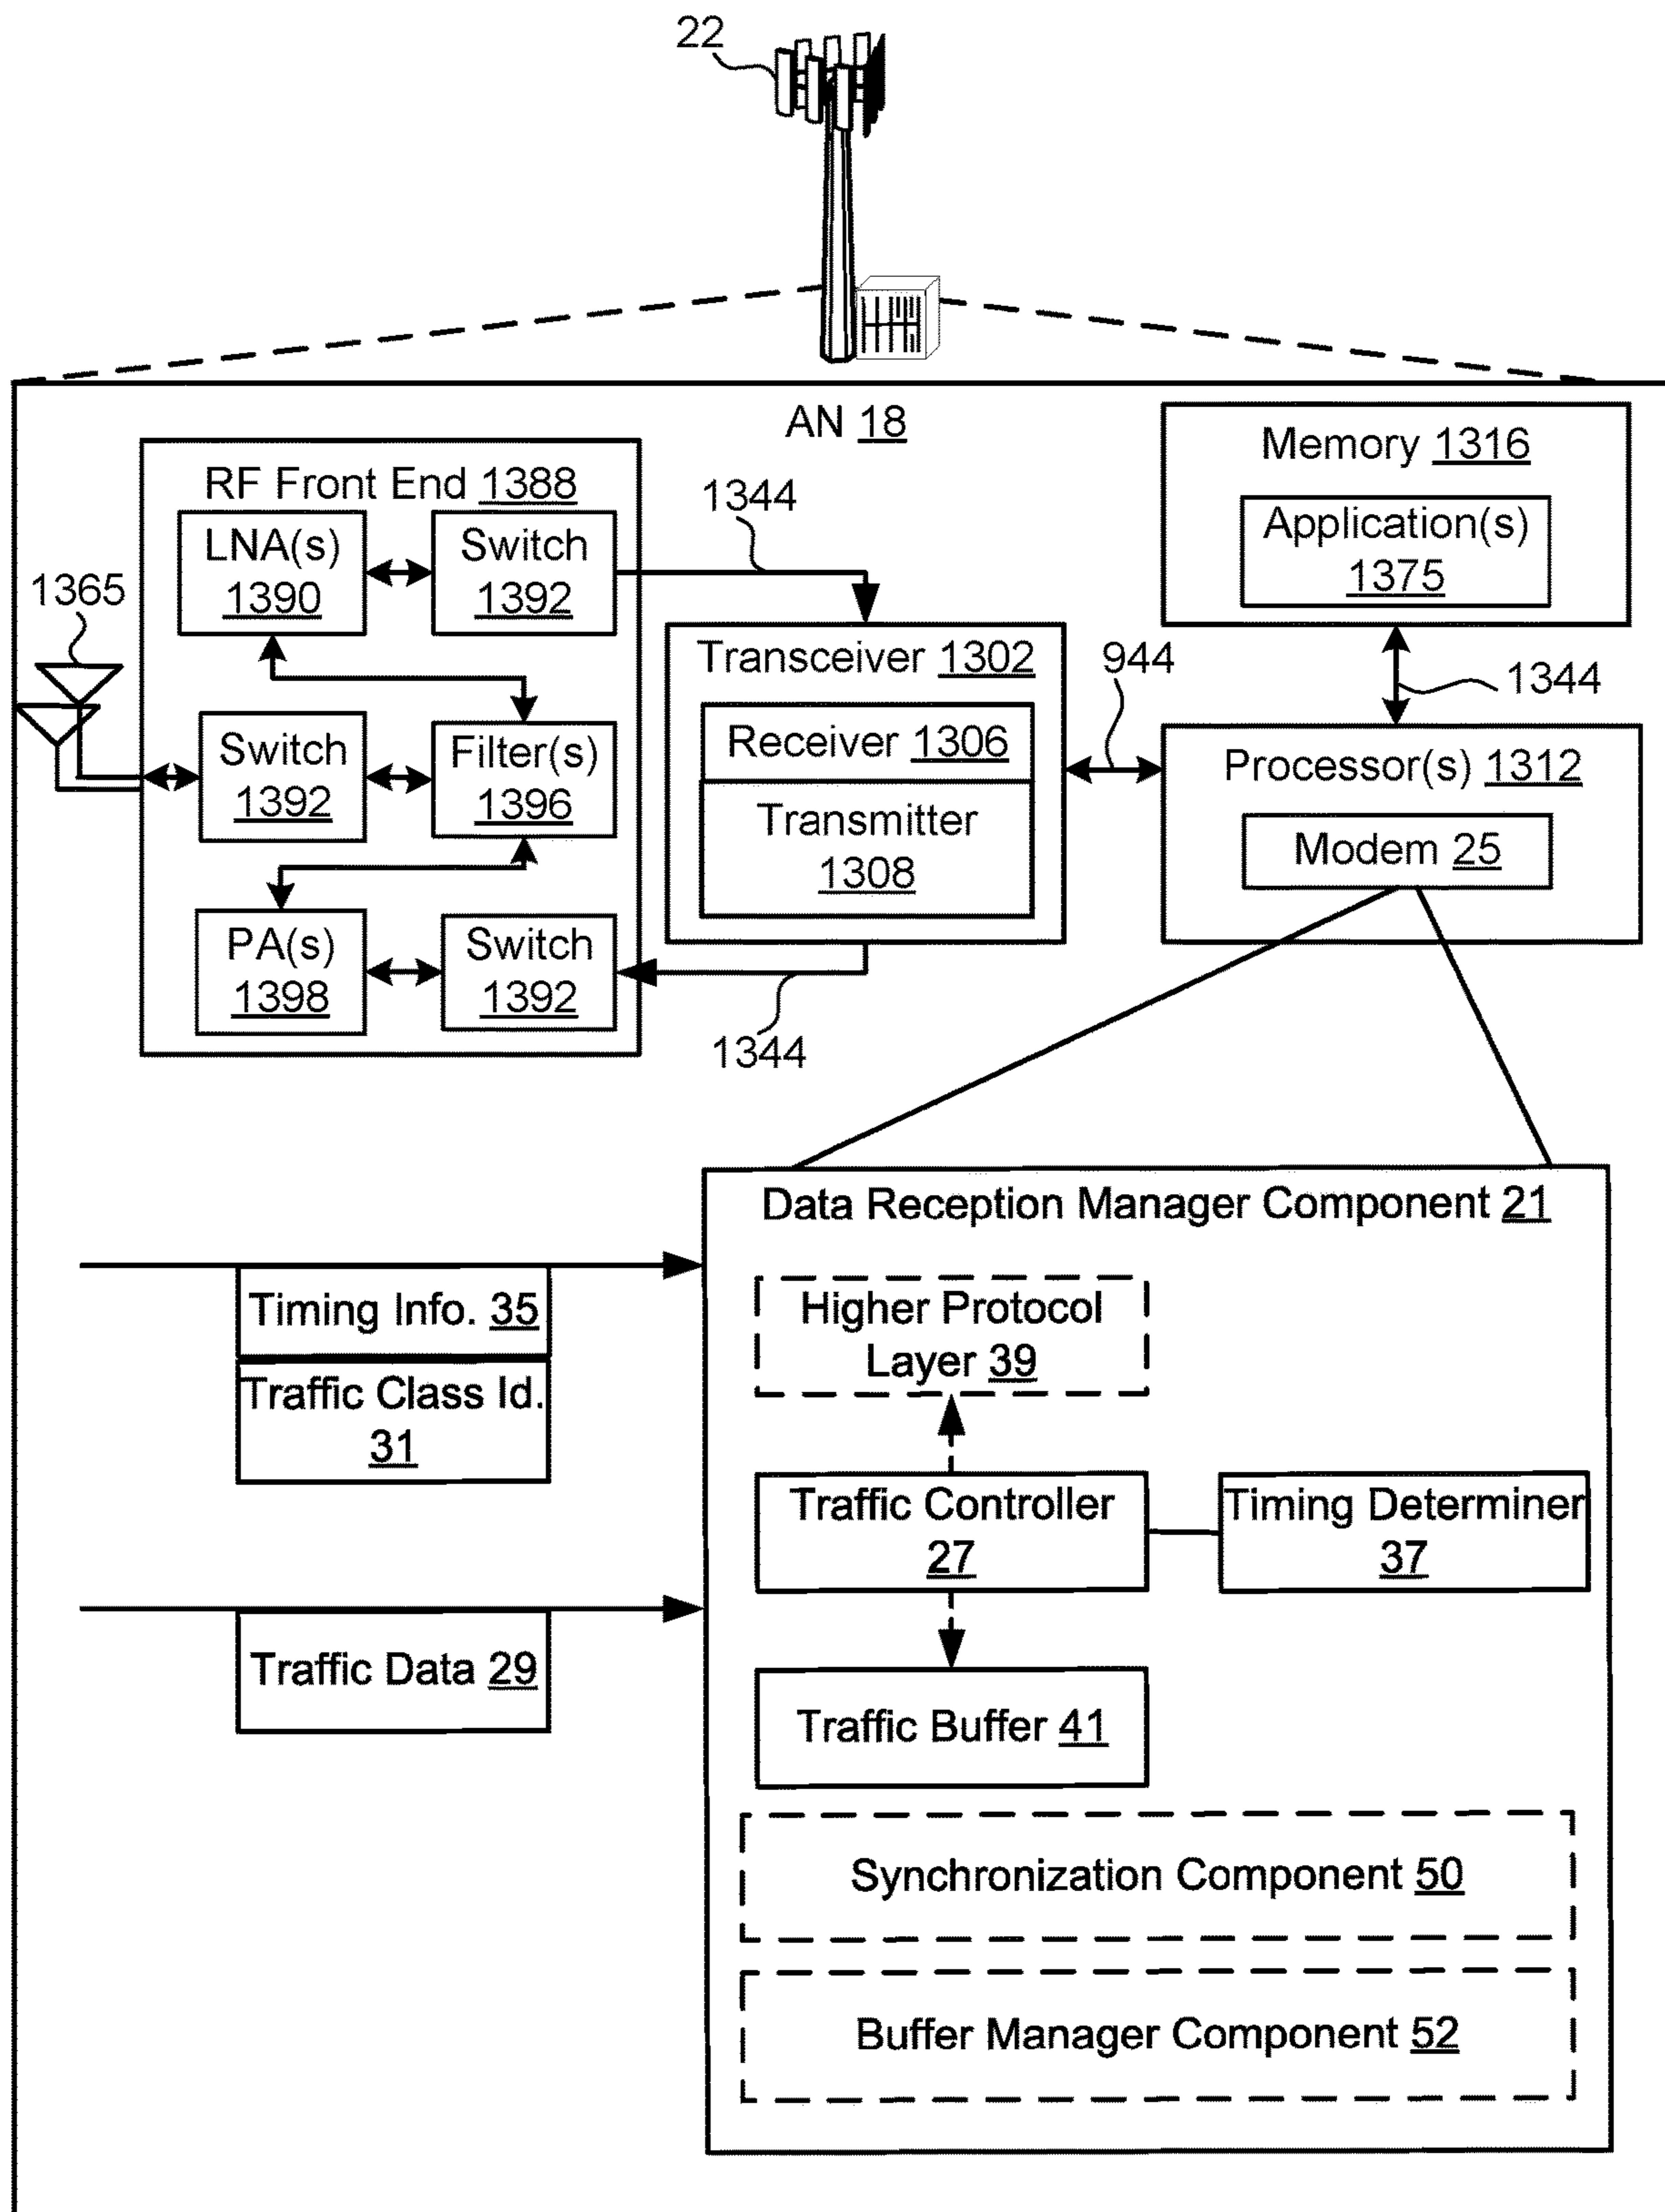 22
AN 18
RF Front End 1388
LNA(s)
1390
Switch
1392
1344
Memory 1316
Application(s)
1375
1365
Transceiver 1302
Receiver 1306
Transmitter
1308
944
1344
Switch
1392
Filter(s)
1396
Processor(s) 1312
Modem 25
PA(s)
1398
Switch
1392
1344
Data Reception Manager Component 21
Timing Info. 35
Traffic Class Id.
31
Higher Protocol
Layer 39
Traffic Controller
27
Timing Determiner
37
Traffic Data 29
Traffic Buffer 41
Synchronization Component 50
Buffer Manager Component 52